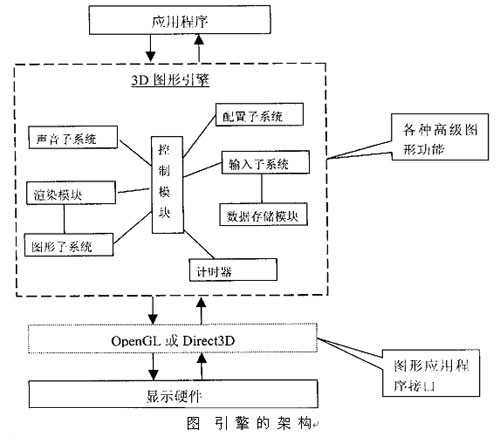 应用程序
3D 图形引擎
配置子系统
声音子系统
控
制
模
块
各种高级图
形功能
输入子系统
渲染模块
数据存储模块
图形子系统
计时器
OpenGL 或 Direct3D
图形应用程
序接口
显示硬件
图 引擎的架构